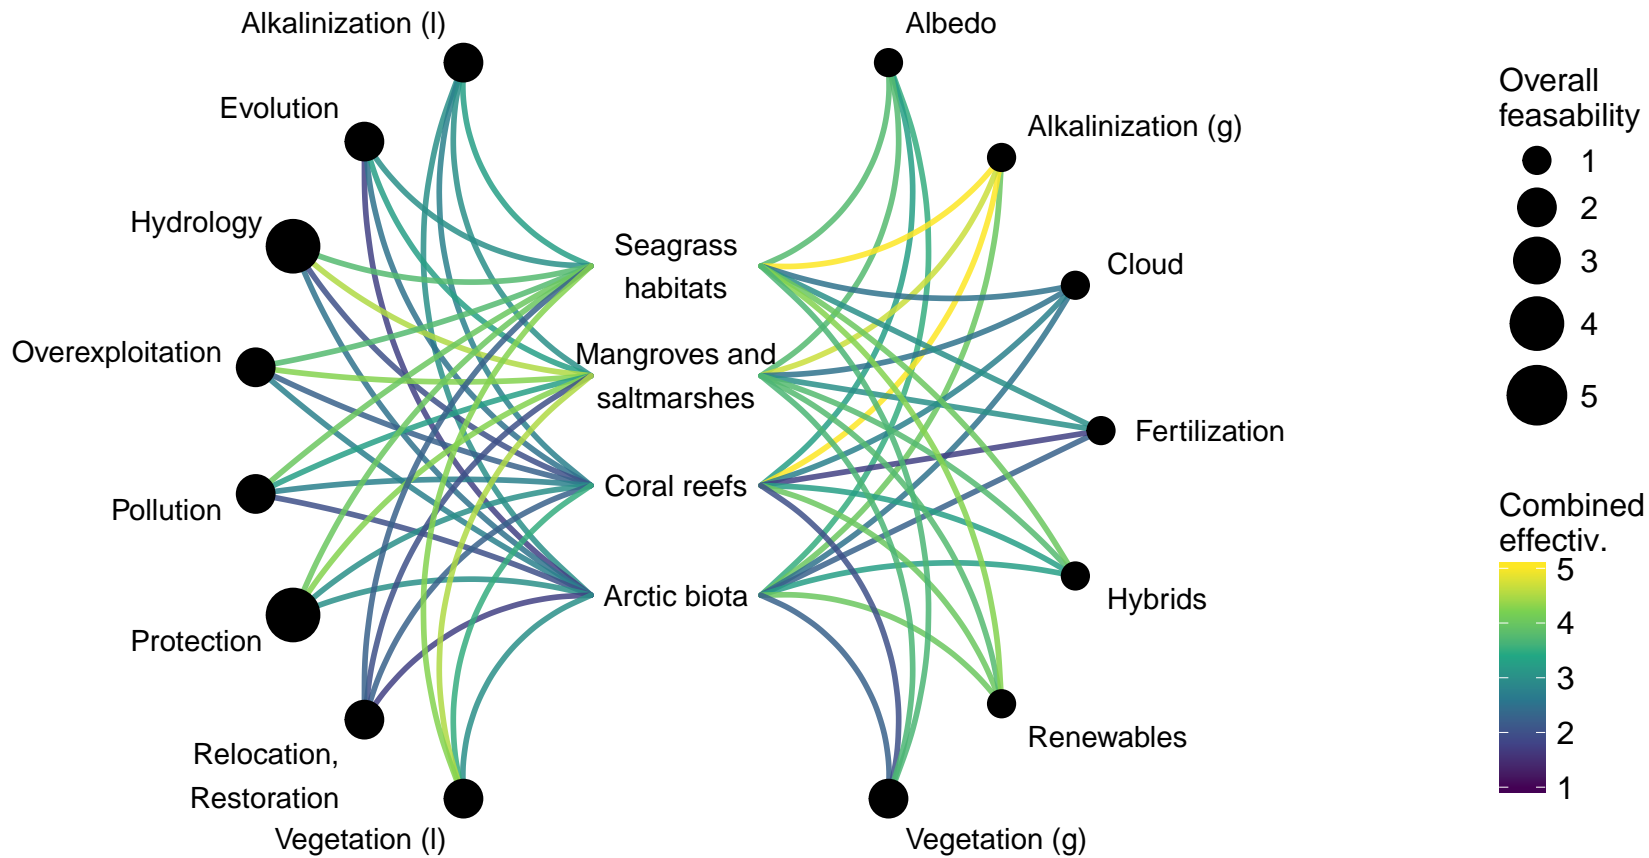 Alkalinization (l)
Evolution
Hydrology
Overexploitation
Pollution
Protection
Relocation,
Restoration
Vegetation (l)
Seagrass
habitats
Mangroves and
saltmarshes
Coral reefs
Arctic biota
Albedo
Alkalinization (g)
Cloud
Fertilization
Hybrids
Renewables
Vegetation (g)
Overall
feasability
1
2
3
4
5
Combined
effectiv.
5
4
3
2
1